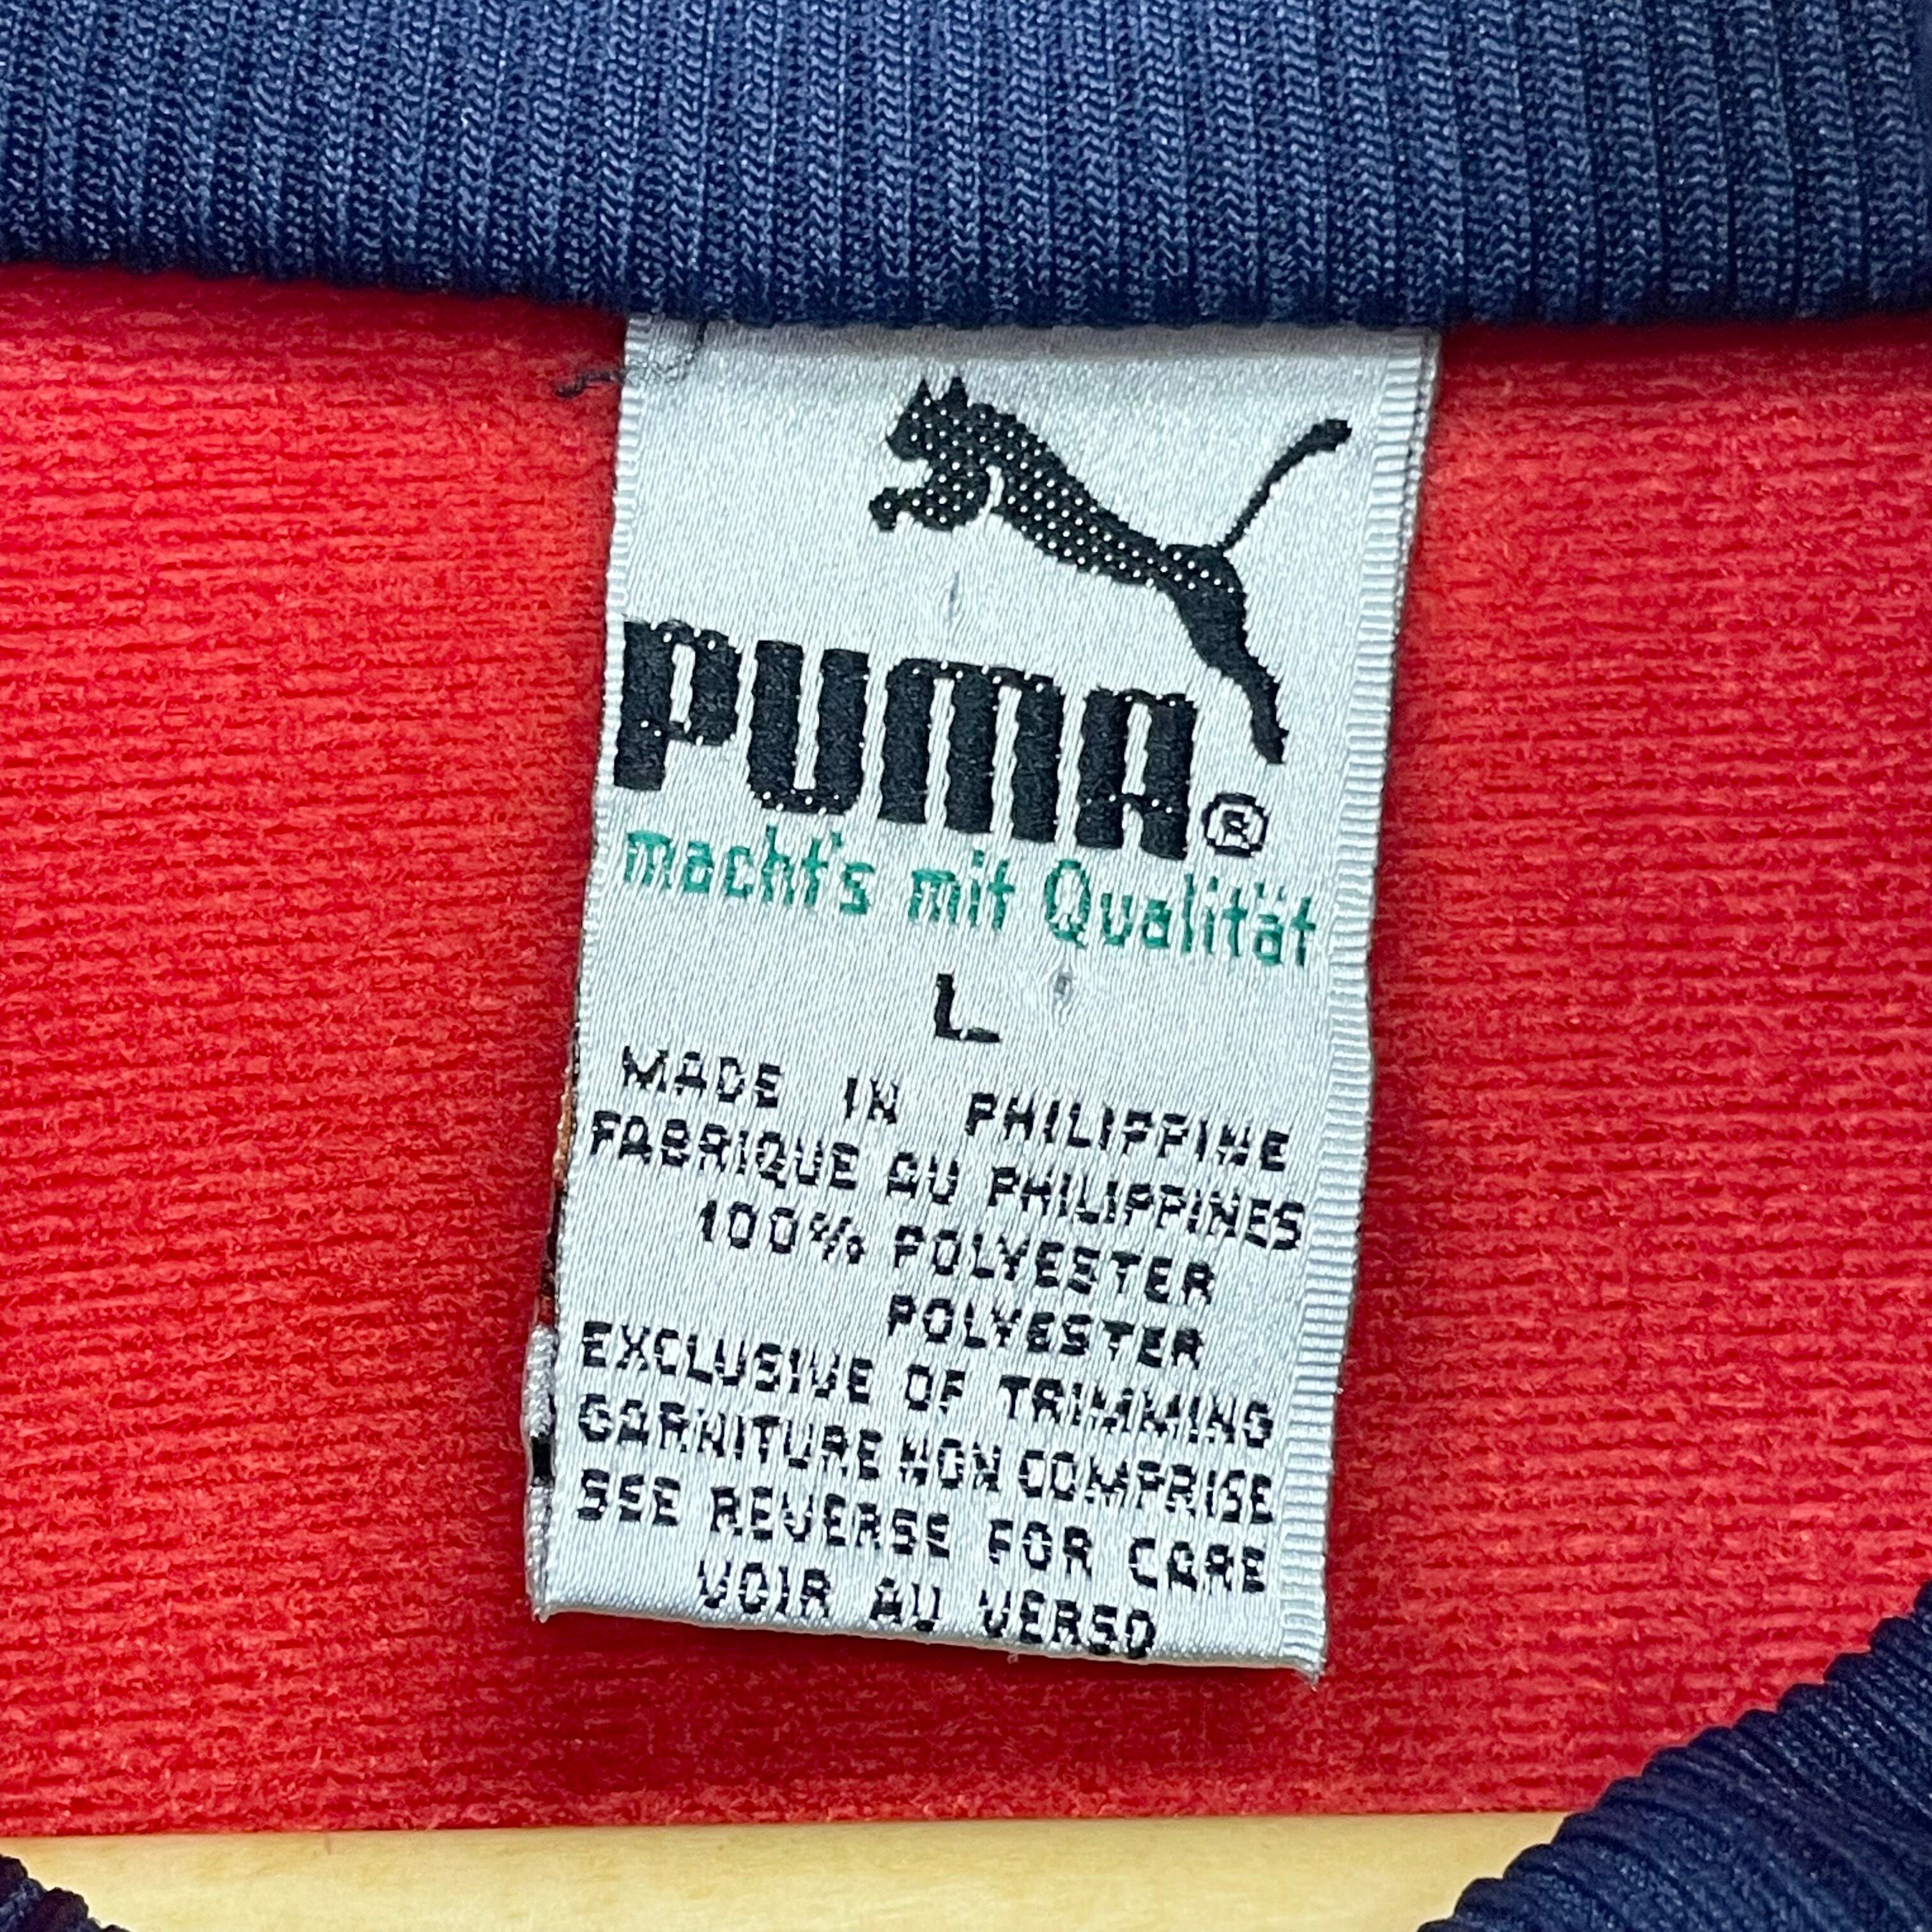 PUMA®
macht's mit Qualität
L
MADE IN PHILIPPINE
FABRIQUE AU PHILIPPINES
100% POLYESTER
POLYESTER
EXCLUSIVE OF TRIMMING
GARNITURE NON COMPRISE
SEE REVERSE FOR CARE
VOIR AU VERSO